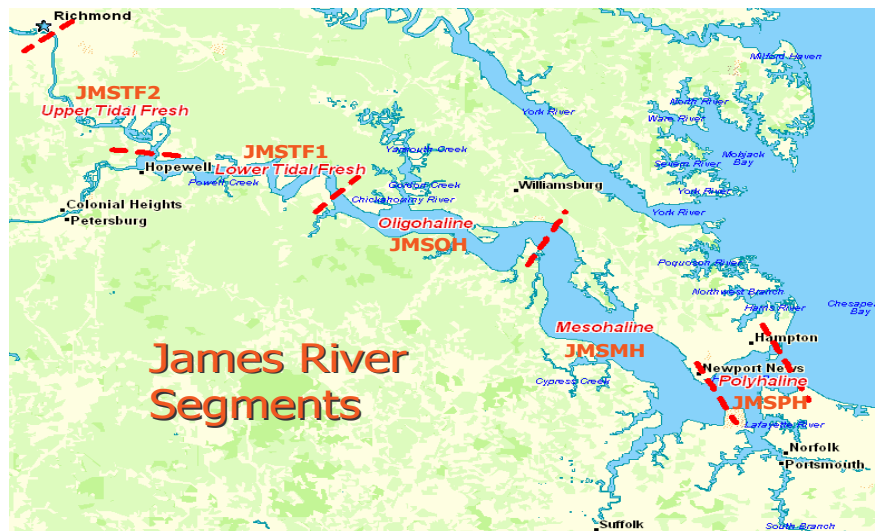 Richmond
JMSTF2
Upper Tidal Fresh
Hopewell
Colonial Heights
Petersburg
JMSTF1
Lower Tidal Fresh
Powell Creek
Yarmouth Creek
Gordon Creek
Chickahominy River
Oligohaline
JMSOH
Williamsburg
York River
Milford Haven
North River
Ware River
Mobjack
Bay
Severn River
York River
York River
Poquoson River
Northwest Branch
Harris River
Chesapea
Bay
Mesohaline
JMSMH
Cypress Creek
Hampton
Newport News
Polyhaline
JMSPH
Lafayette River
Norfolk
Portsmouth
South Branch
Suffolk
James River
Segments